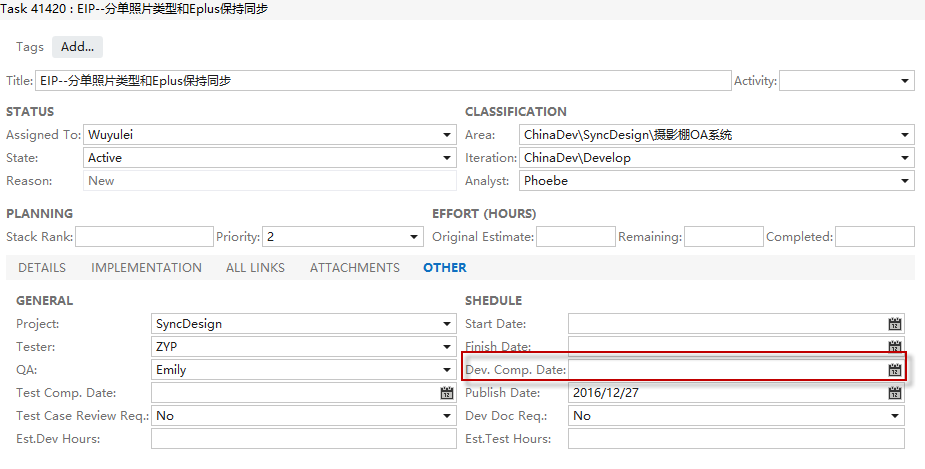 Task 41420 : EIP--分单照片类型和Eplus保持同步
Tags Add...
Title: EIP--分单照片类型和Eplus保持同步 Activity:
STATUS CLASSIFICATION
Assigned To: Wuyulei Area: ChinaDev\SyncDesign\摄影棚OA系统
State: Active Iteration: ChinaDev\Develop
Reason: New Analyst: Phoebe
PLANNING EFFORT (HOURS)
Stack Rank: Priority: 2 Original Estimate: Remaining: Completed:
DETAILS IMPLEMENTATION ALL LINKS ATTACHMENTS OTHER
GENERAL SHEDULE
Project: SyncDesign Start Date:
Tester: ZYP Finish Date:
QA: Emily Dev. Comp. Date:
Test Comp. Date: Publish Date: 2016/12/27
Test Case Review Req.: No Dev Doc Req.: No
Est.Dev Hours: Est.Test Hours: